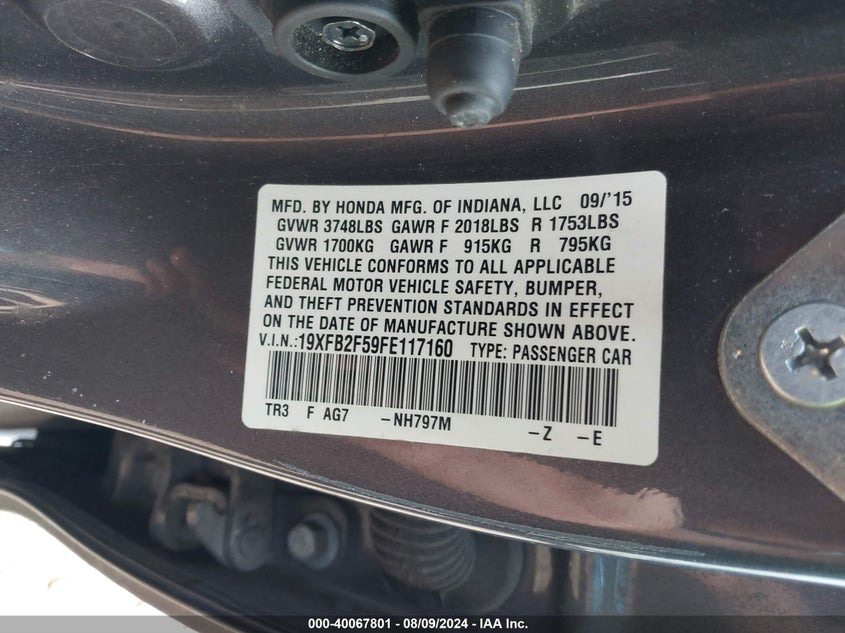 MFD. BY HONDA MFG. OF INDIANA, LLC 09/'15
GVWR 3748LBS GAWR F 2018LBS R 1753LBS
GVWR 1700KG GAWR F 915KG R 795KG
THIS VEHICLE CONFORMS TO ALL APPLICABLE
FEDERAL MOTOR VEHICLE SAFETY, BUMPER,
AND THEFT PREVENTION STANDARDS IN EFFECT
ON THE DATE OF MANUFACTURE SHOWN ABOVE.
V.I.N.:19XFB2F59FE117160 TYPE: PASSENGER CAR
TR3 F AG7 -NH797M -Z -E
000-40067801 - 08/09/2024 - IAA Inc.